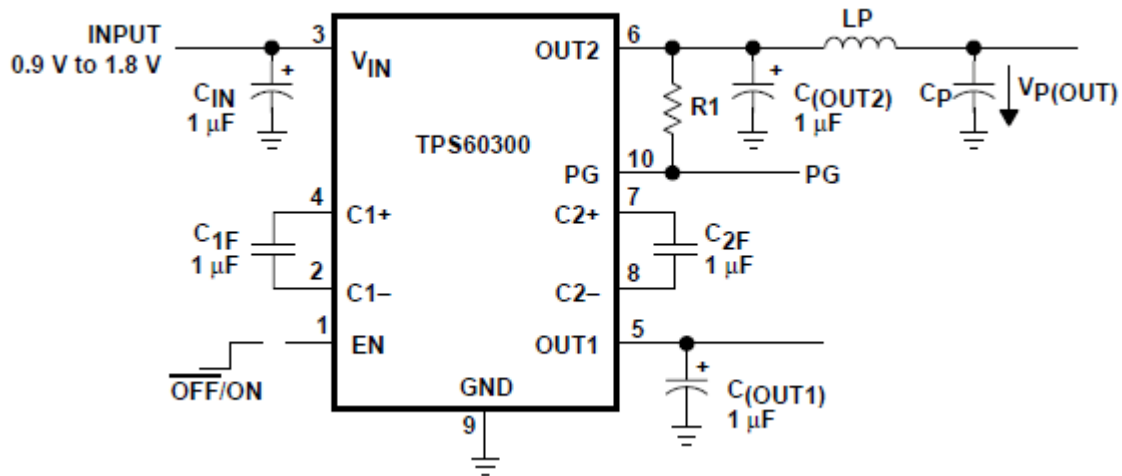 INPUT
0.9 V to 1.8 V
3
VIN
CIN
1 µF
+
TPS60300
OUT2
6
LP
R1
+
C(OUT2)
1 µF
CP
VP(OUT)
10
PG
PG
4
C1+
C1F
1 µF
2
C1–
7
C2+
C2F
1 µF
8
C2–
1
EN
OFF/ON
OUT1
5
+
C(OUT1)
1 µF
GND
9